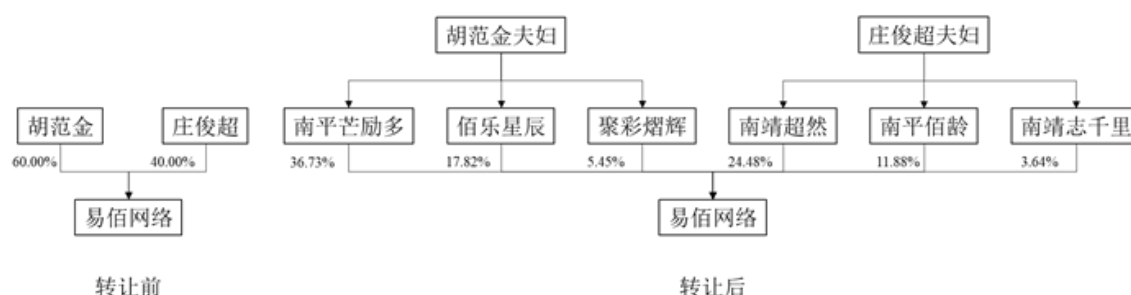 胡范金夫妇
庄俊超夫妇
胡范金
庄俊超
南平芒励多
佰乐星辰
聚彩熠辉
南靖超然
南平佰龄
南靖志千里
60.00%
40.00%
36.73%
17.82%
5.45%
24.48%
11.88%
3.64%
易佰网络
易佰网络
转让前
转让后